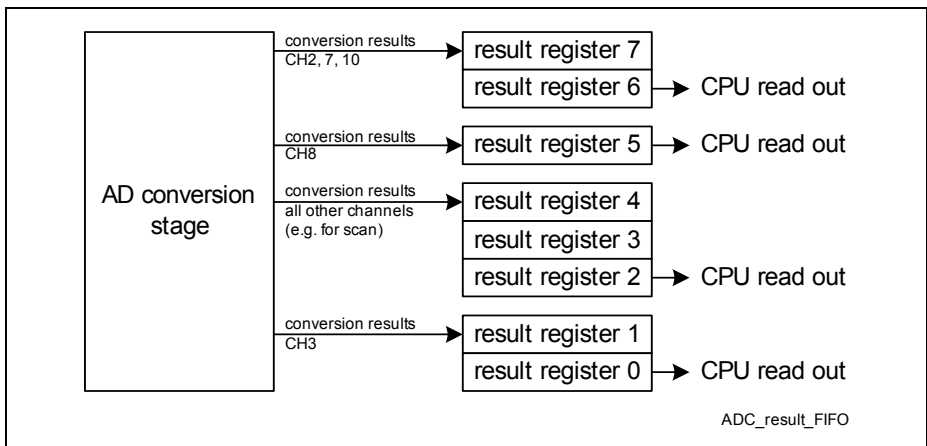 AD conversion
stage
conversion results
CH2, 7, 10
result register 7
result register 6
CPU read out
conversion results
CH8
result register 5
CPU read out
conversion results
all other channels
(e.g. for scan)
result register 4
result register 3
result register 2
CPU read out
conversion results
CH3
result register 1
result register 0
CPU read out
ADC_result_FIFO